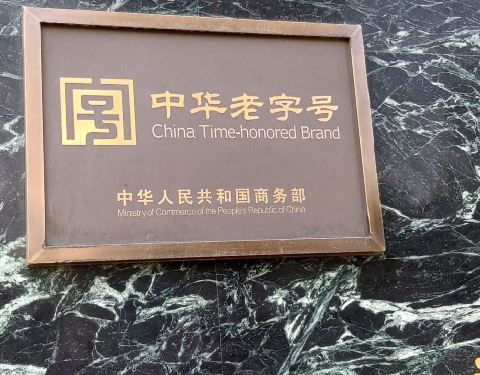 中华老字号
China Time-honored Brand
中华人民共和国商务部
Ministry of Commerce of the People's Republic of China